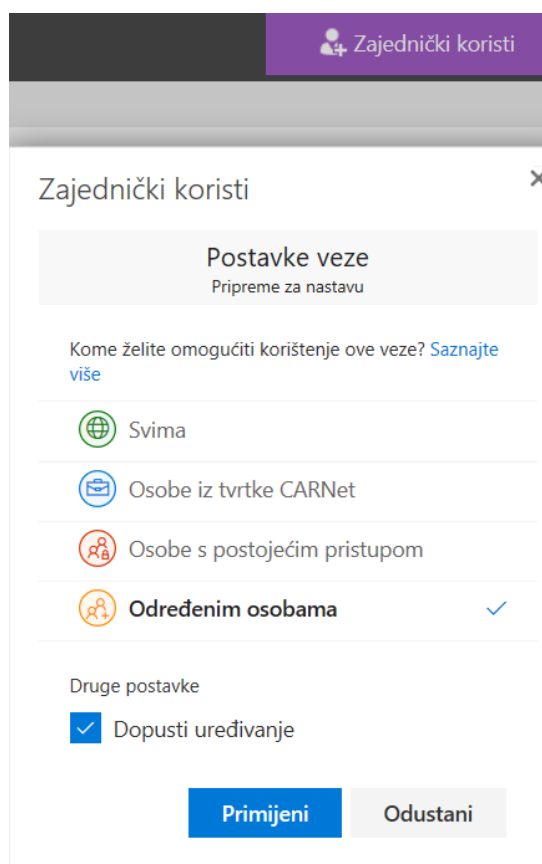 Zajednički koristi
Zajednički koristi
Postavke veze
Pripreme za nastavu
Kome želite omogućiti korištenje ove veze? Saznajte
više
Svima
Osobe iz tvrtke CARNet
Osobe s postojećim pristupom
Određenim osobama
Druge postavke
Dopusti uređivanje
Primijeni
Odustani